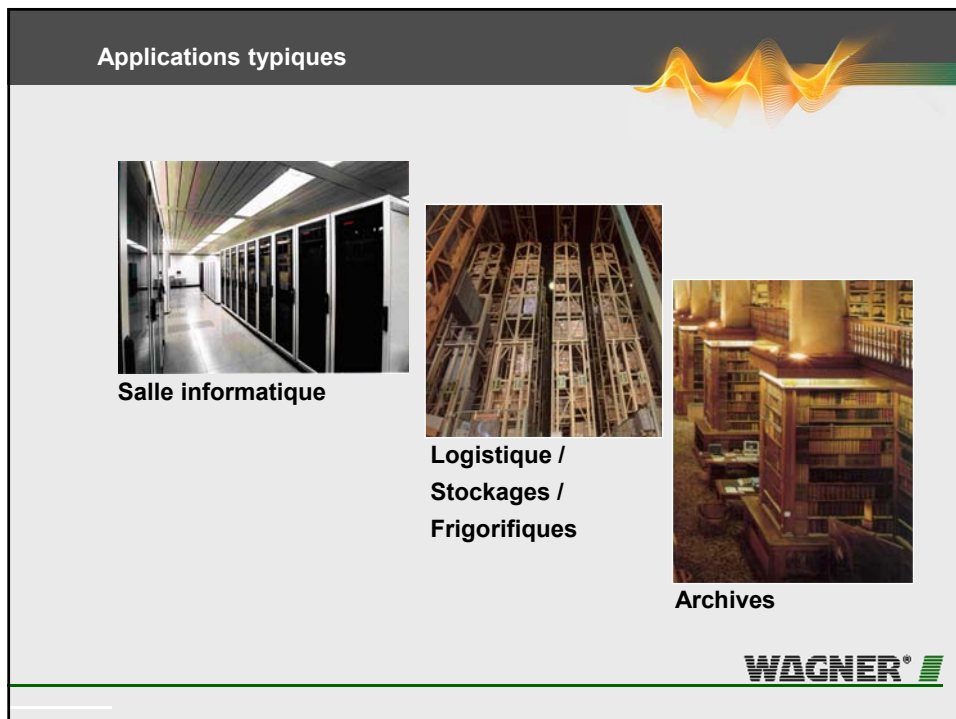 Applications typiques
Salle informatique
Logistique /
Stockages /
Frigorifiques
Archives
WAGNER®